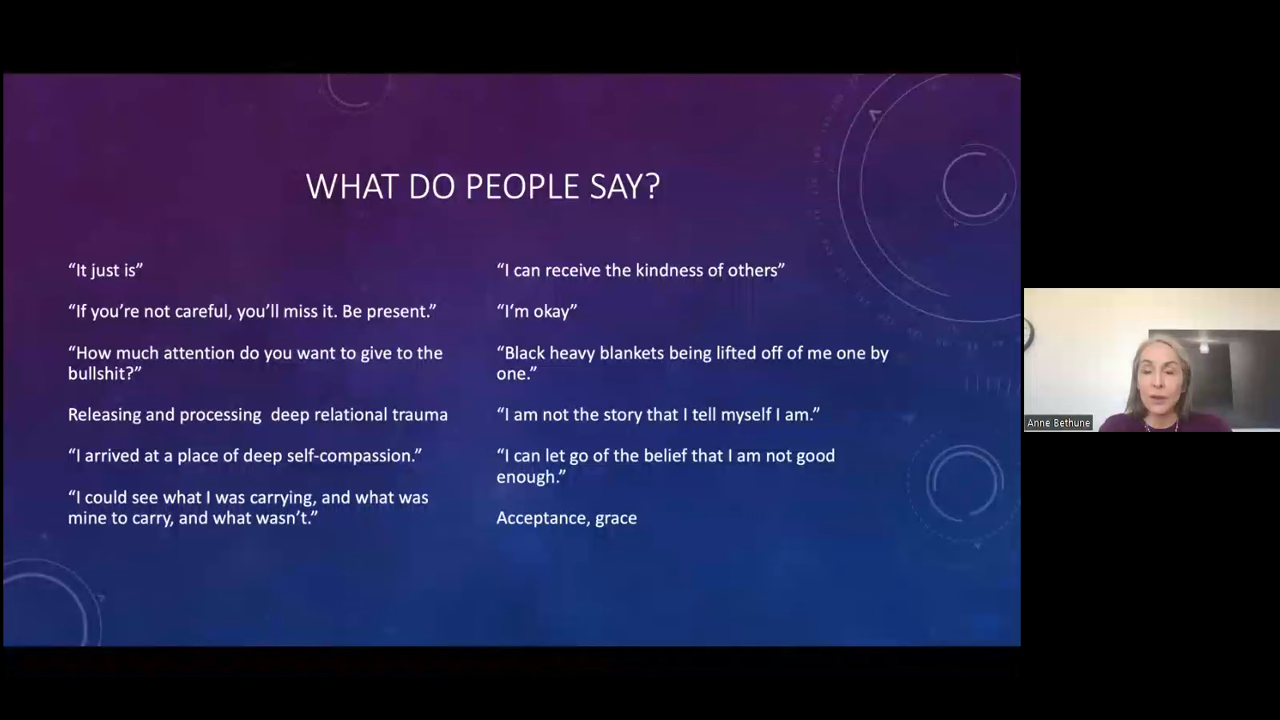 WHAT DO PEOPLE SAY?
“It just is”
“If you’re not careful, you’ll miss it. Be present.”
“How much attention do you want to give to the
bullshit?”
Releasing and processing  deep relational trauma
“I arrived at a place of deep self-compassion.”
“I could see what I was carrying, and what was
mine to carry, and what wasn’t.”
“I can receive the kindness of others”
“I‘m okay”
“Black heavy blankets being lifted off of me one by
one.”
“I am not the story that I tell myself I am.”
“I can let go of the belief that I am not good
enough.”
Acceptance, grace
Anne Bethune